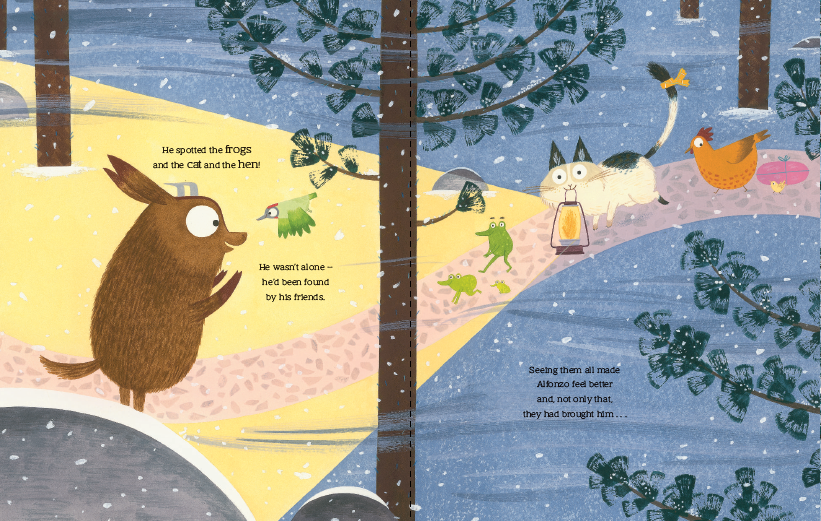 He spotted the frogs
and the cat and the hen!
He wasn't alone –
he'd been found
by his friends.
Seeing them all made
Alfonzo feel better
and, not only that,
they had brought him . . .